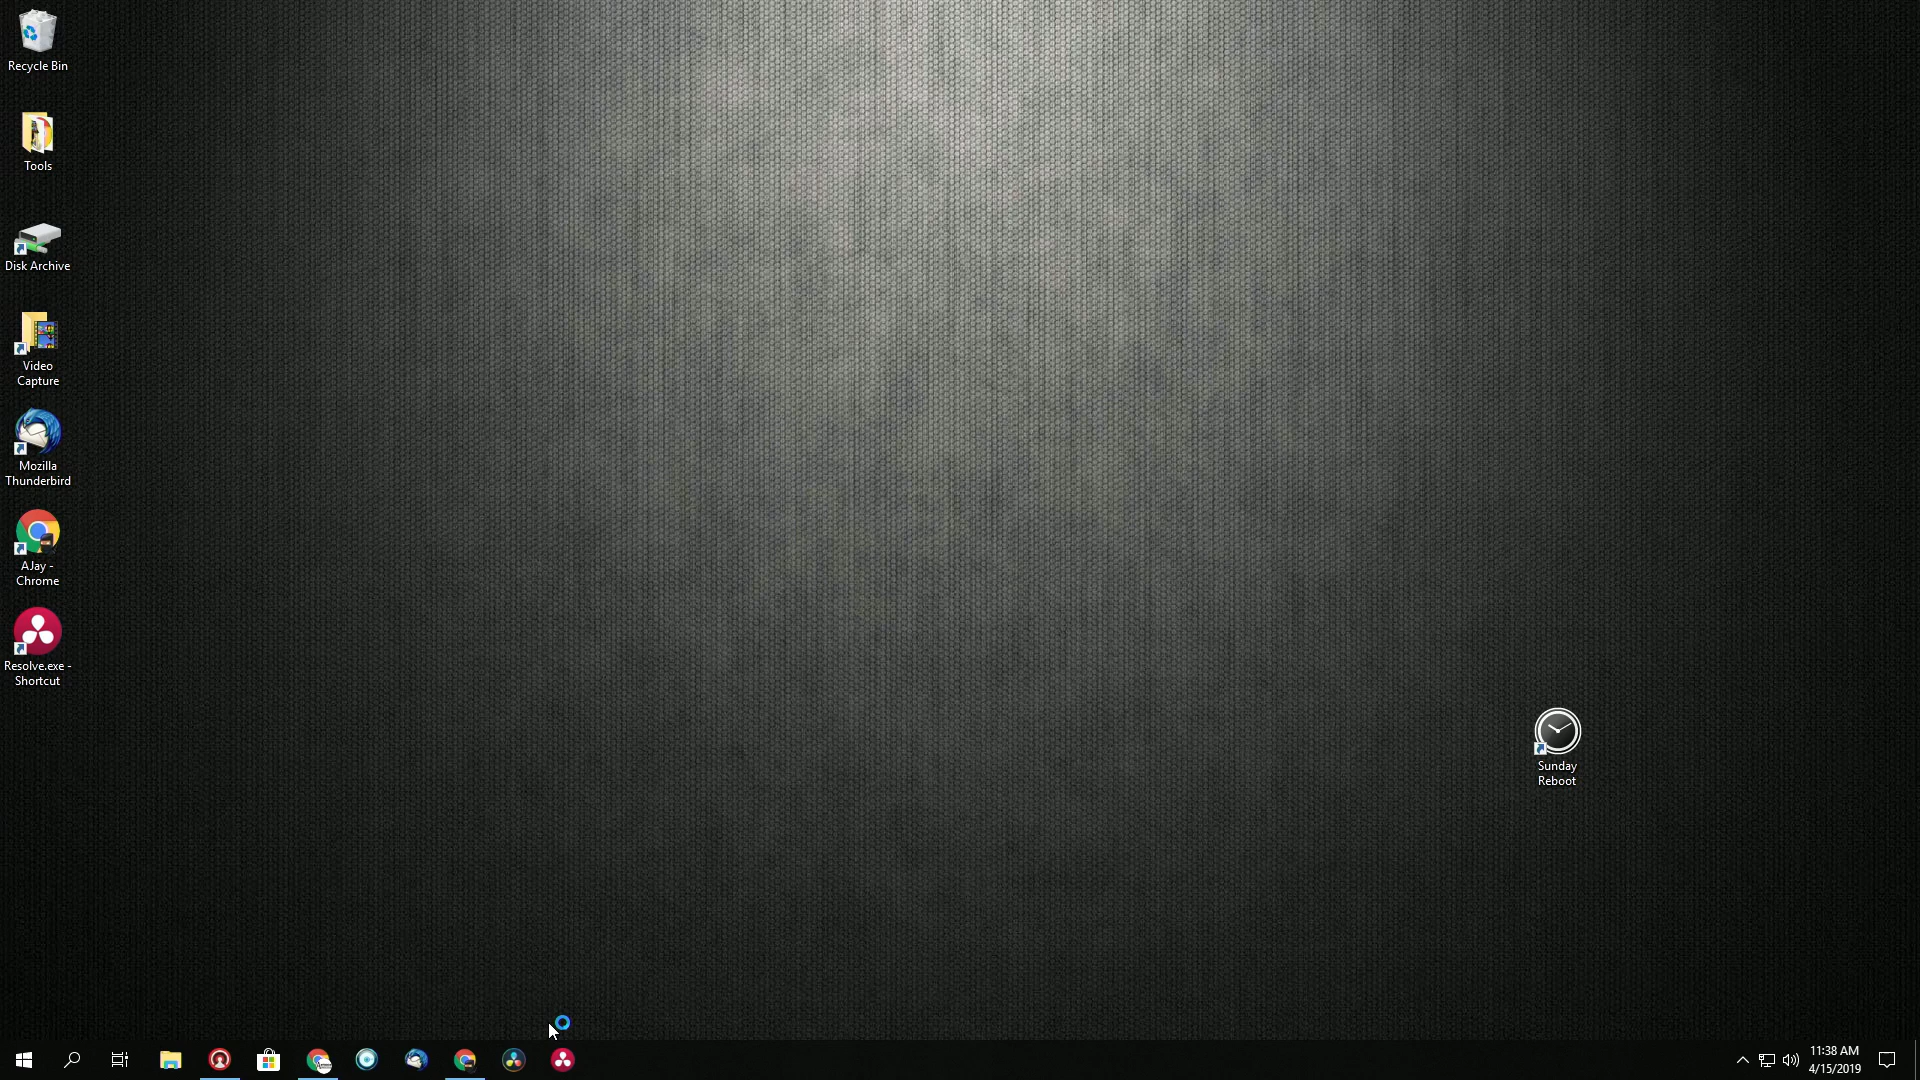 Recycle Bin
Tools
Disk Archive
Video
Capture
Mozilla
Thunderbird
AJay -
Chrome
Resolve.exe -
Shortcut
Sunday
Reboot
11:38 AM
4/15/2019